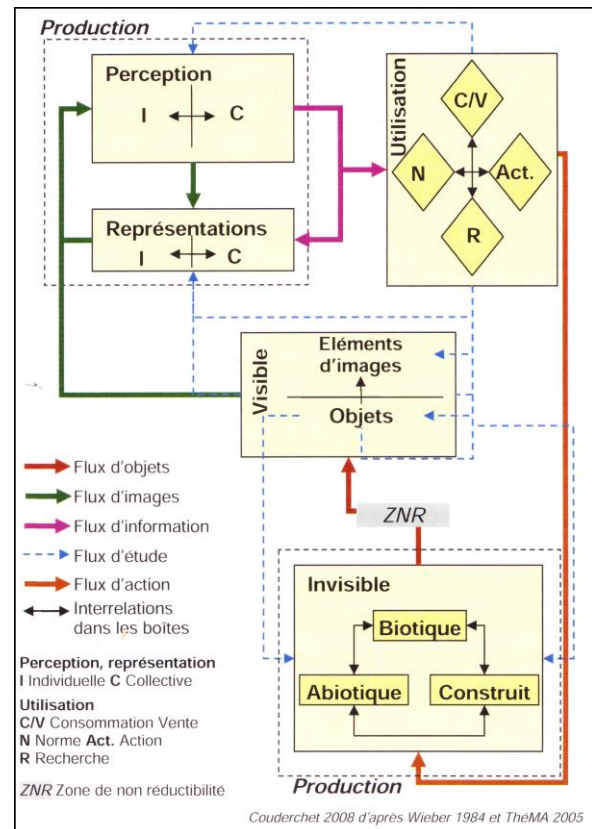 Production
Perception
I C
Représentations
I C
Utilisation
C/V
N
Act.
R
Visible
Eléments
d'images
Objets
ZNR
Invisible
Biotique
Abiotique
Construit
Production
Flux d'objets
Flux d'images
Flux d'information
Flux d'étude
Flux d'action
Interrelations
dans les boîtes
Perception, représentation
I Individuelle C Collective
Utilisation
C/V Consommation Vente
N Norme Act. Action
R Recherche
ZNR Zone de non réductibilité
Couderchet 2008 d'après Wieber 1984 et ThéMA 2005